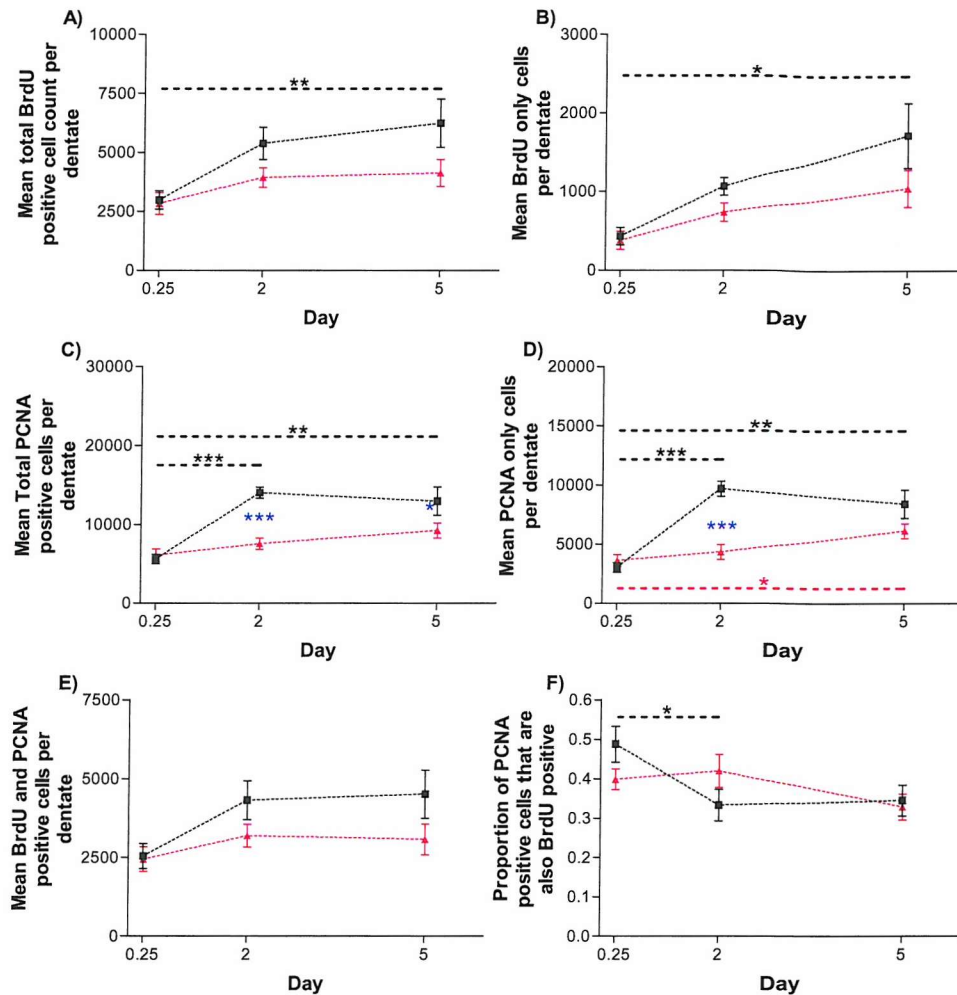 A)
Mean total BrdU
positive cell count per
dentate
10000
7500
5000
2500
0
**
0.25 2 5
Day
B)
Mean BrdU only cells
per dentate
3000
2000
1000
0
*
0.25 2 5
Day
C)
Mean Total PCNA
positive cells per
dentate
30000
20000
10000
0
**
***
***
*
0.25 2 5
Day
D)
Mean PCNA only cells
per dentate
20000
15000
10000
5000
0
**
***
***
*
0.25 2 5
Day
E)
Mean BrdU and PCNA
positive cells per
dentate
7500
5000
2500
0
0.25 2 5
Day
F)
Proportion of PCNA
positive cells that are
also BrdU positive
0.6
0.5
0.4
0.3
0.2
0.1
0.0
*
0.25 2 5
Day